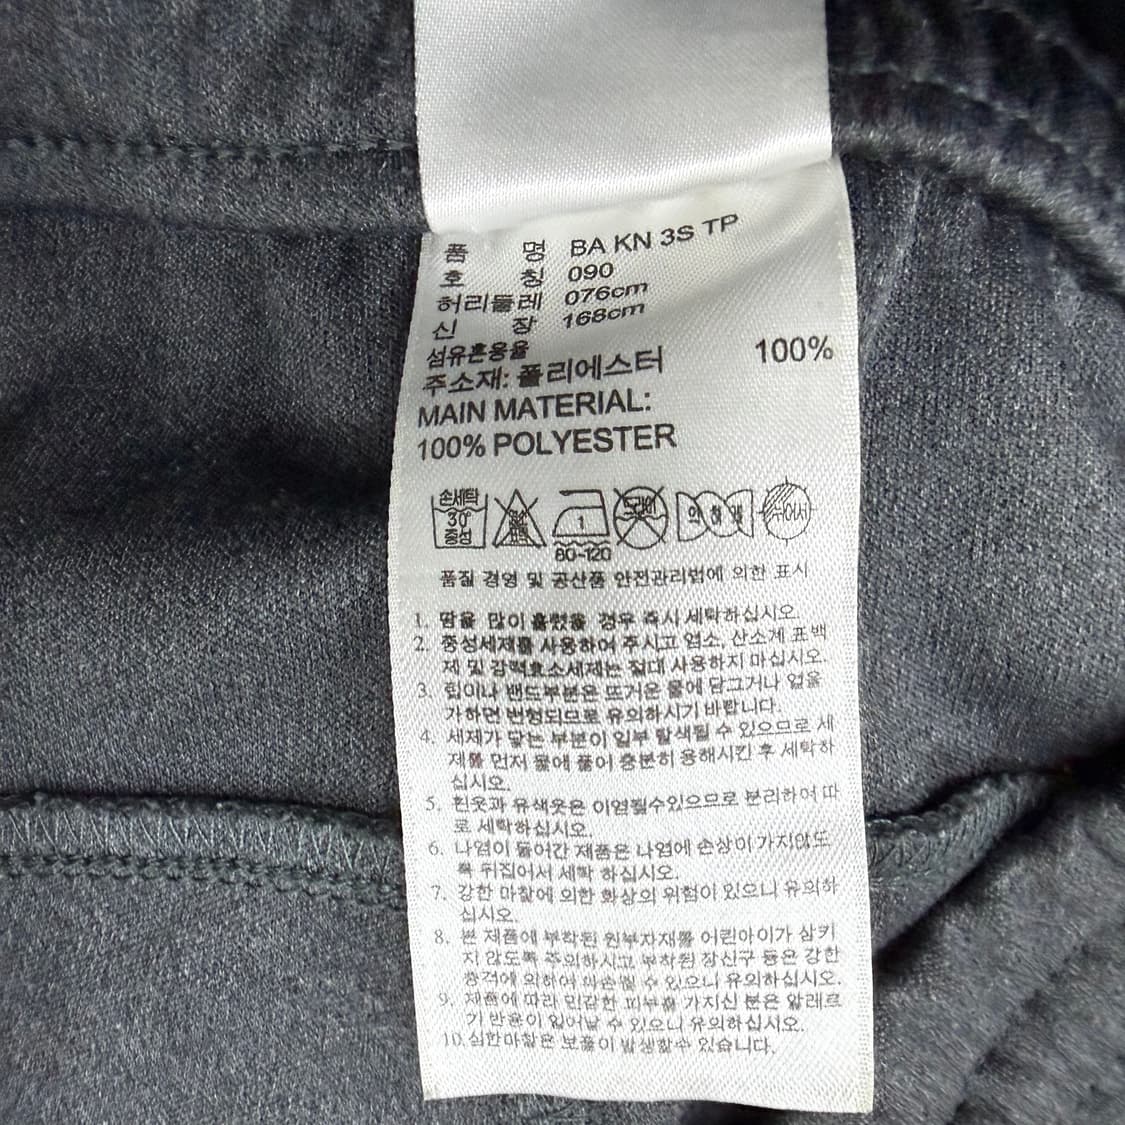 품 명 BA KN 3S TP
호 칭 090
허리둘레 076cm
신 장 168cm
섬유혼용율
주소재: 폴리에스터 100%
MAIN MATERIAL:
100% POLYESTER
손세탁 30° 중성 1 80-120 드라이 약하게
품질 경영 및 공산품 안전관리법에 의한 표시
1. 땀을 많이 흘렸을 경우 즉시 세탁하십시오.
2. 중성세제를 사용하여 주시고 염소, 산소계 표백
제 및 강력효소세제는 절대 사용하지 마십시오.
3. 립이나 밴드부분은 뜨거운 물에 담그거나 열을
가하면 변형되므로 유의하시기 바랍니다.
4. 세제가 닿는 부분이 일부 탈색될 수 있으므로 세
제를 먼저 물에 풀어 충분히 용해시킨 후 세탁하
십시오.
5. 흰옷과 유색옷은 이염될수있으므로 분리하여 따
로 세탁하십시오.
6. 나염이 들어간 제품은 나염에 손상이 가지않도
록 뒤집어서 세탁 하십시오.
7. 강한 마찰에 의한 화상의 위험이 있으니 유의하
십시오.
8. 본 제품에 부착된 원부자재를 어린아이가 삼키
지 않도록 주의하시고 부착된 장신구 등은 강한
충격에 의하여 파손될 수 있으니 유의하십시오.
9. 제품에 따라 민감한 피부를 가지신 분은 알레르
기 반응이 일어날 수 있으니 유의하십시오.
10.심한마찰은 보풀이 발생할수 있습니다.